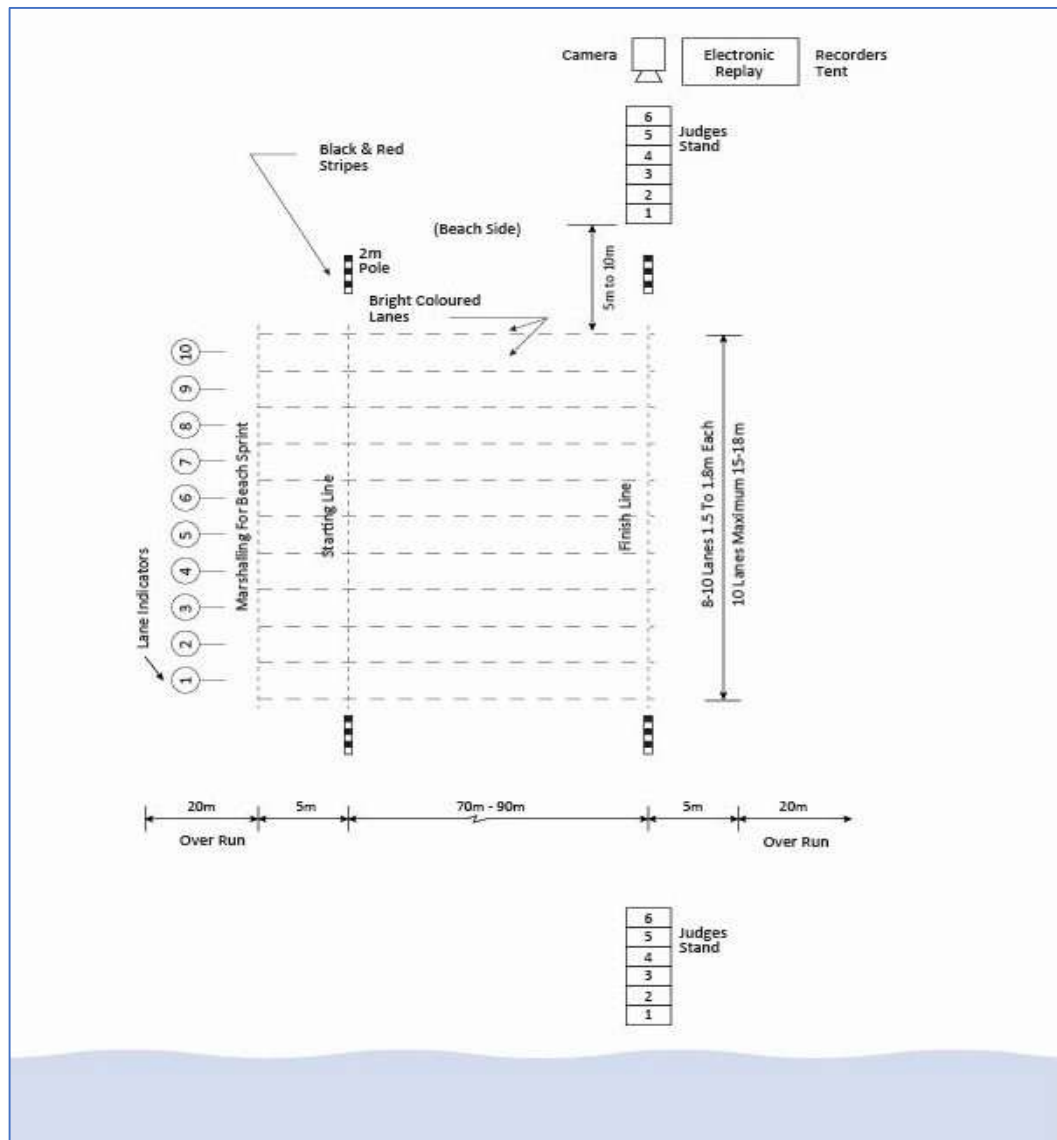 Camera
Electronic
Replay
Recorders
Tent
6
5
4
3
2
1
Judges
Stand
Black & Red
Stripes
(Beach Side)
5m to 10m
2m
Pole
Bright Coloured
Lanes
10
9
8
7
6
5
4
3
2
1
Lane Indicators
Marshalling For Beach Sprint
Starting Line
Finish Line
8-10 Lanes 1.5 To 1.8m Each
10 Lanes Maximum 15-18m
20m
5m
70m - 90m
5m
20m
Over Run
Over Run
6
5
4
3
2
1
Judges
Stand